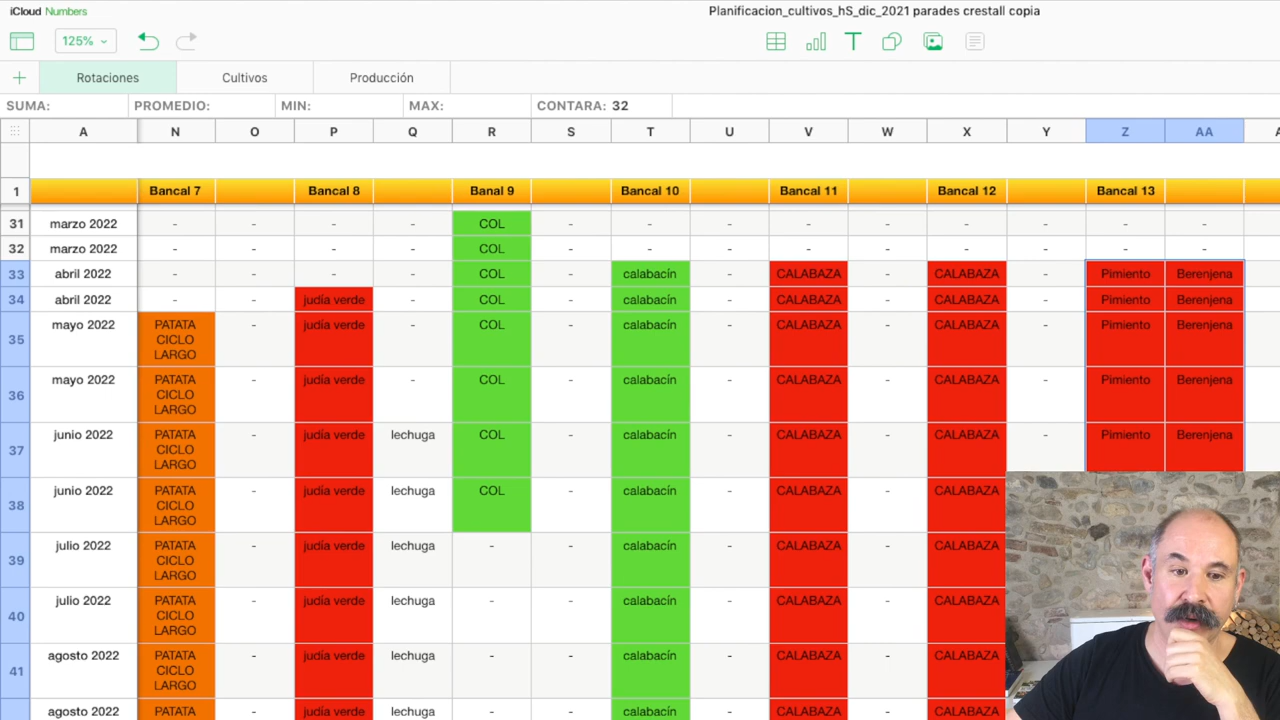 iCloud Numbers
Planificacion_cultivos_hS_dic_2021 parades crestall copia
125%
Rotaciones Cultivos Producción
SUMA: PROMEDIO: MIN: MAX: CONTARA: 32
A N O P Q R S T U V W X Y Z AA
1 Bancal 7 Bancal 8 Banal 9 Bancal 10 Bancal 11 Bancal 12 Bancal 13
31 marzo 2022 - - - - COL - - - - - - - - -
32 marzo 2022 - - - - COL - - - - - - - - -
33 abril 2022 - - - - COL - calabacín - CALABAZA - CALABAZA - Pimiento Berenjena
34 abril 2022 - - judía verde - COL - calabacín - CALABAZA - CALABAZA - Pimiento Berenjena
35 mayo 2022 PATATA CICLO LARGO - judía verde - COL - calabacín - CALABAZA - CALABAZA - Pimiento Berenjena
36 mayo 2022 PATATA CICLO LARGO - judía verde - COL - calabacín - CALABAZA - CALABAZA - Pimiento Berenjena
37 junio 2022 PATATA CICLO LARGO - judía verde lechuga COL - calabacín - CALABAZA - CALABAZA - Pimiento Berenjena
38 junio 2022 PATATA CICLO LARGO - judía verde lechuga COL - calabacín - CALABAZA - CALABAZA
39 julio 2022 PATATA CICLO LARGO - judía verde lechuga - - calabacín - CALABAZA - CALABAZA
40 julio 2022 PATATA CICLO LARGO - judía verde lechuga - - calabacín - CALABAZA - CALABAZA
41 agosto 2022 PATATA CICLO LARGO - judía verde lechuga - - calabacín - CALABAZA - CALABAZA
agosto 2022 PATATA - judía verde lechuga - - calabacín - CALABAZA - CALABAZA